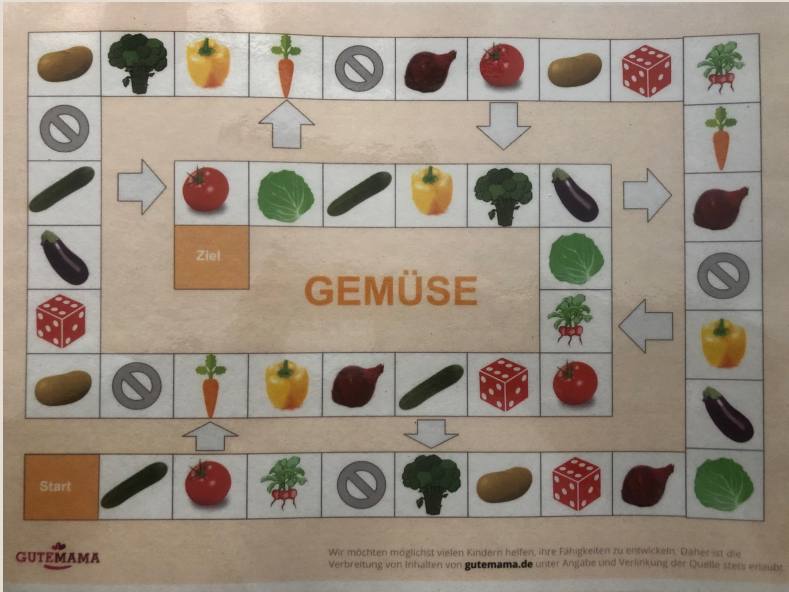 Ziel
GEMÜSE
Start
GUTEMAMA
Wir möchten möglichst vielen Kindern helfen, ihre Fähigkeiten zu entwickeln. Daher ist die
Verbreitung von Inhalten von gutemama.de unter Angabe und Verlinkung der Quelle stets erlaubt.